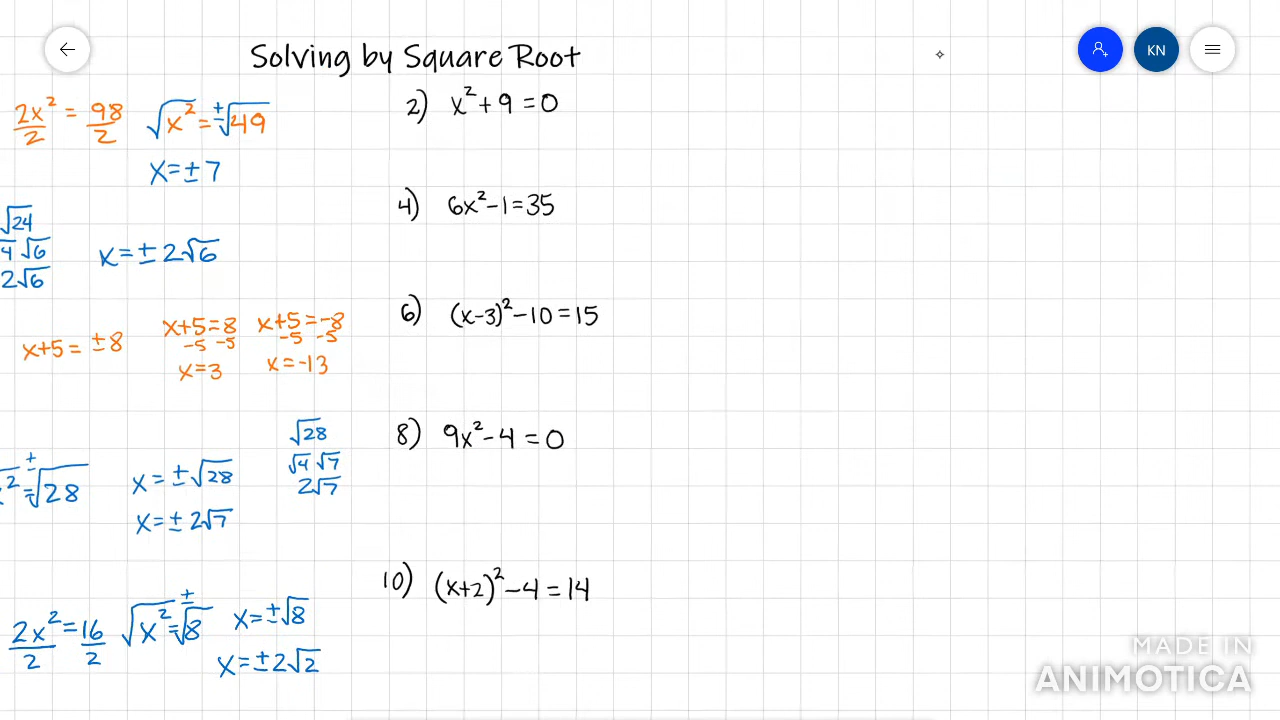 Solving by Square Root
KN
2x² = 98
2 2
√x² = ±√49
x = ± 7
√24
4 √6
2√6
x = ± 2√6
x+5 = ±8
x+5 = 8
-5 -5
x = 3
x+5 = -8
-5 -5
x = -13
√28
√4 √7
2√7
² = ±√28
x = ±√28
x = ± 2√7
2x² = 16
2 2
√x² = ±√8
x = ±√8
x = ±2√2
2) x² + 9 = 0
4) 6x² - 1 = 35
6) (x-3)² - 10 = 15
8) 9x² - 4 = 0
10) (x+2)² - 4 = 14
MADE IN
ANIMOTICA